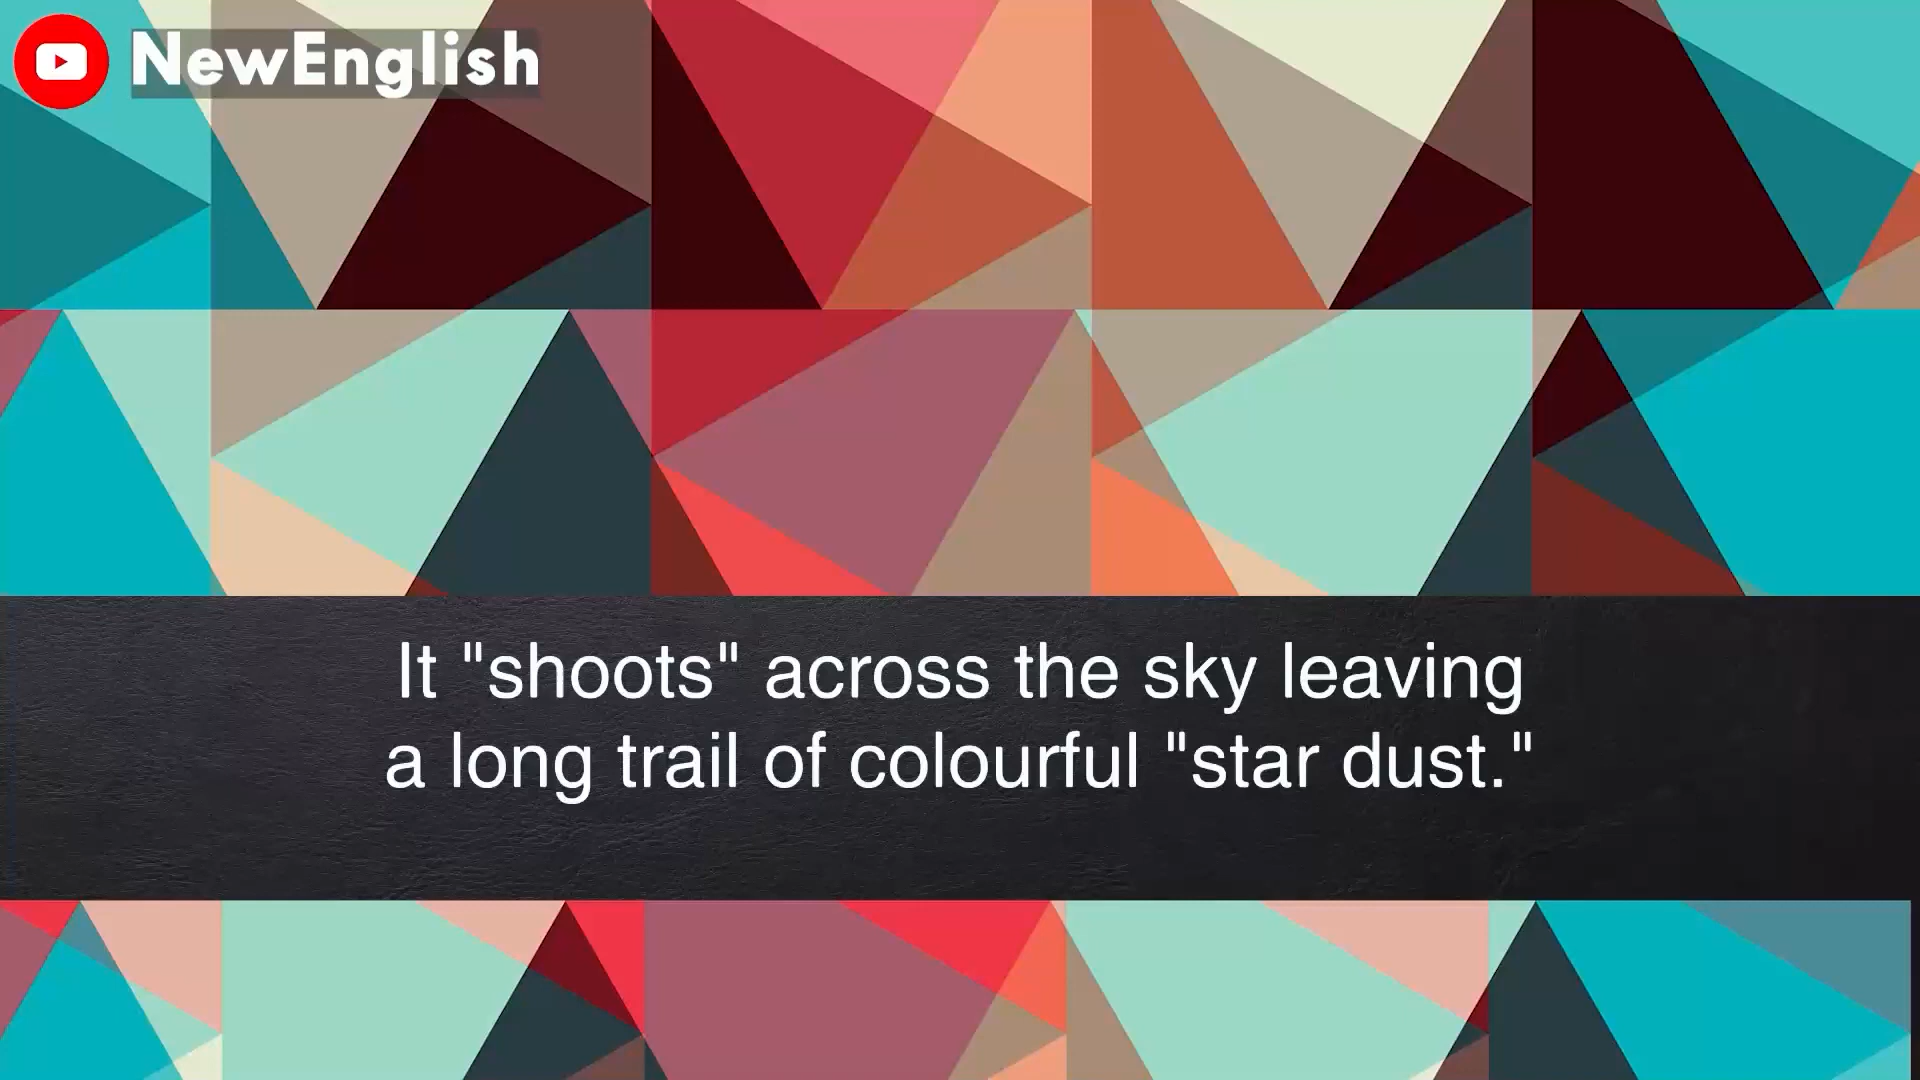 NewEnglish
It "shoots" across the sky leaving
a long trail of colourful "star dust."